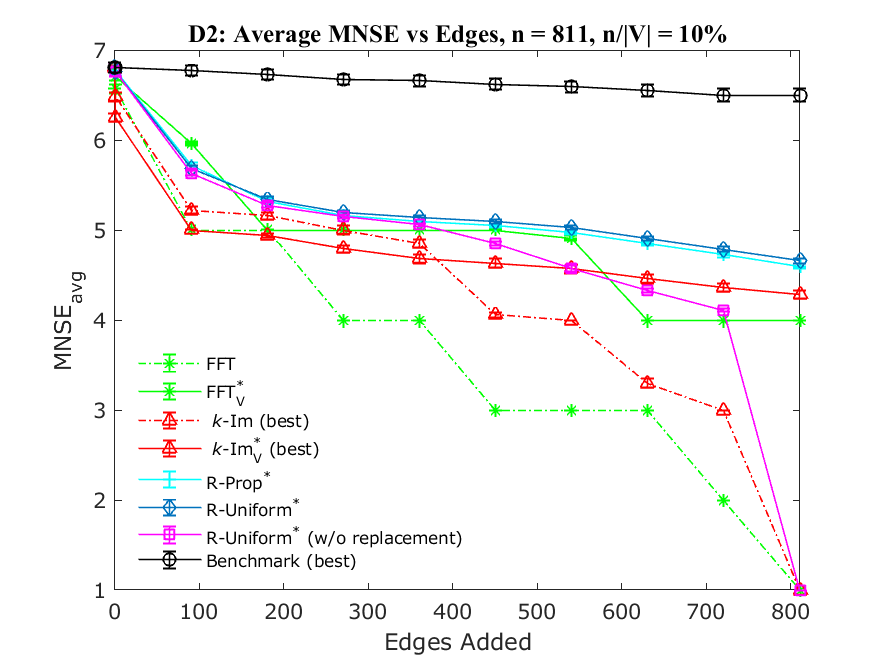 D2: Average MNSE vs Edges, n = 811, n/|V| = 10%
7
6
5
4
3
2
1
MNSE_avg
FFT
FFT*_V
k-Im (best)
k-Im*_V (best)
R-Prop*
R-Uniform*
R-Uniform* (w/o replacement)
Benchmark (best)
0 100 200 300 400 500 600 700 800
Edges Added